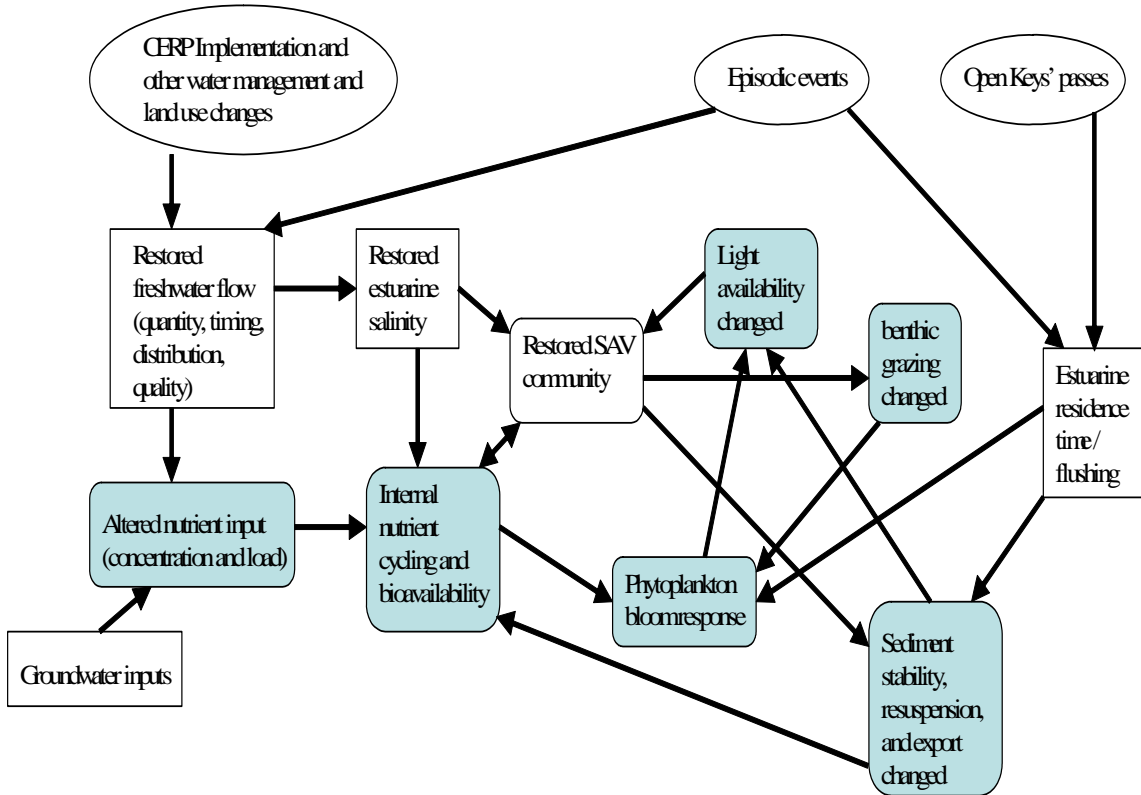 CERP Implementation and
other water management and
land use changes
Episodic events
Open Keys' passes
Restored
freshwater flow
(quantity, timing,
distribution,
quality)
Restored
estuarine
salinity
Light
availability
changed
Restored SAV
community
benthic
grazing
changed
Estuarine
residence
time /
flushing
Altered nutrient input
(concentration and load)
Internal
nutrient
cycling and
bioavailability
Phytoplankton
bloom response
Sediment
stability,
resuspension,
and export
changed
Groundwater inputs